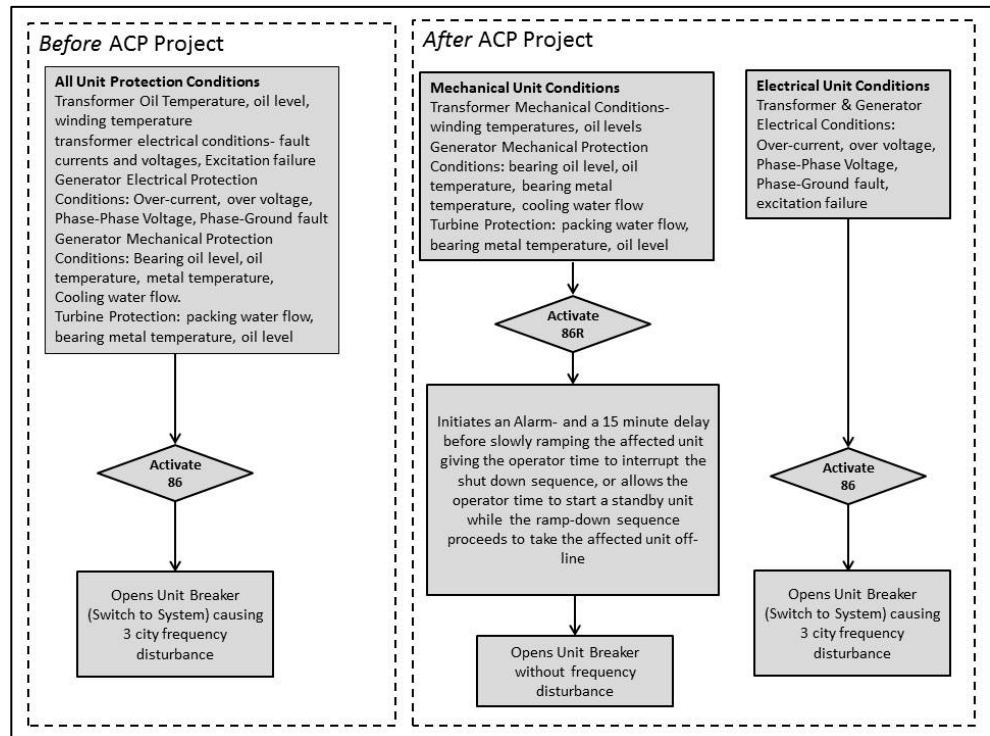 Before ACP Project
All Unit Protection Conditions
Transformer Oil Temperature, oil level,
winding temperature
transformer electrical conditions- fault
currents and voltages, Excitation failure
Generator Electrical Protection
Conditions: Over-current, over voltage,
Phase-Phase Voltage, Phase-Ground fault
Generator Mechanical Protection
Conditions: Bearing oil level, oil
temperature, metal temperature,
Cooling water flow.
Turbine Protection: packing water flow,
bearing metal temperature, oil level
Activate
86
Opens Unit Breaker
(Switch to System) causing
3 city frequency
disturbance
After ACP Project
Mechanical Unit Conditions
Transformer Mechanical Conditions-
winding temperatures, oil levels
Generator Mechanical Protection
Conditions: bearing oil level, oil
temperature, bearing metal
temperature, cooling water flow
Turbine Protection: packing water flow,
bearing metal temperature, oil level
Activate
86R
Initiates an Alarm- and a 15 minute delay
before slowly ramping the affected unit
giving the operator time to interrupt the
shut down sequence, or allows the
operator time to start a standby unit
while the ramp-down sequence
proceeds to take the affected unit off-
line
Opens Unit Breaker
without frequency
disturbance
Electrical Unit Conditions
Transformer & Generator
Electrical Conditions:
Over-current, over voltage,
Phase-Phase Voltage,
Phase-Ground fault,
excitation failure
Activate
86
Opens Unit Breaker
(Switch to System) causing
3 city frequency
disturbance